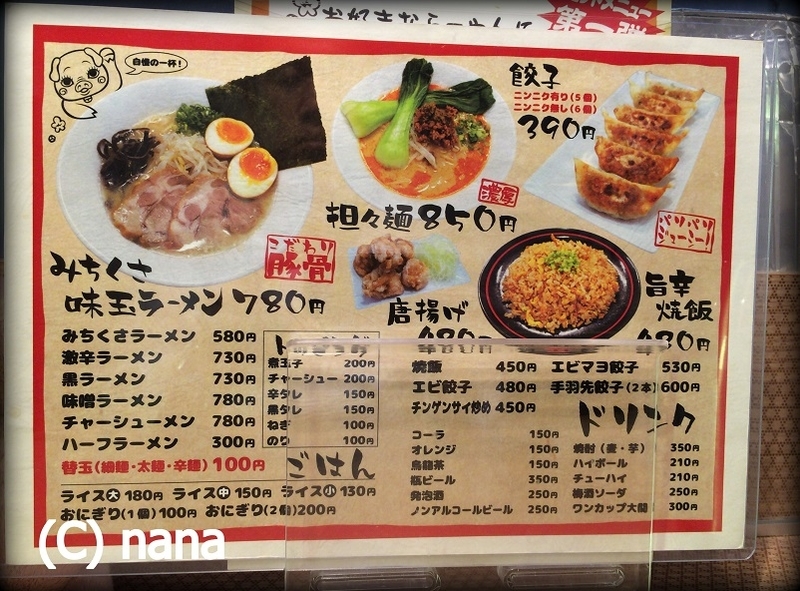 自慢の一杯!
餃子
ニンニク有り(5個)
ニンニク無し(6個)
390円
パリパリ
ジューシー!
濃厚
担々麺850円
こだわり
豚骨
みちくさ
味玉ラーメン780円
唐揚げ
480円
旨辛
焼飯
みちくさラーメン 580円
激辛ラーメン 730円
黒ラーメン 730円
味噌ラーメン 780円
チャーシューメン 780円
ハーフラーメン 300円
替玉(細麺・太麺・辛麺)100円
トッピング
煮玉子 200円
チャーシュー 200円
辛ダレ 150円
黒ダレ 150円
ねぎ 100円
のり 100円
ごはん
ライス大180円 ライス中150円 ライス小130円
おにぎり(1個)100円 おにぎり(2個)200円
焼飯 450円
エビ餃子 480円
チンゲンサイ炒め 450円
エビマヨ餃子 530円
手羽先餃子(2本)600円
ドリンク
コーラ 150円
オレンジ 150円
烏龍茶 150円
瓶ビール 350円
発泡酒 250円
ノンアルコールビール 250円
焼酎(麦・芋) 350円
ハイボール 210円
チューハイ 210円
梅酒ソーダ 250円
ワンカップ大関 300円
(C) nana